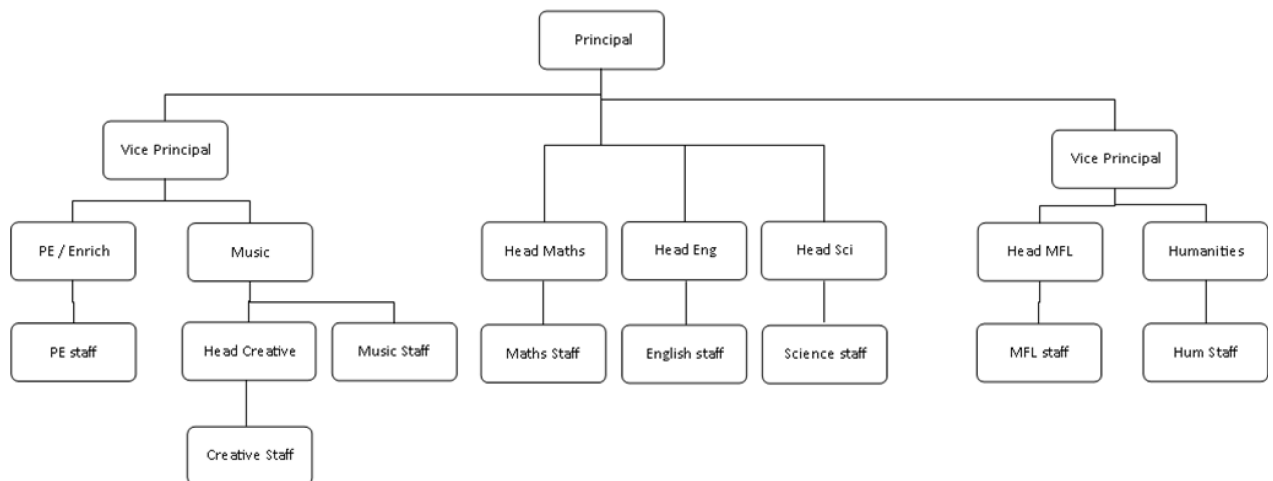 Principal
Vice Principal
Vice Principal
PE / Enrich
Music
Head Maths
Head Eng
Head Sci
Head MFL
Humanities
PE staff
Head Creative
Music Staff
Maths Staff
English staff
Science staff
MFL staff
Hum Staff
Creative Staff